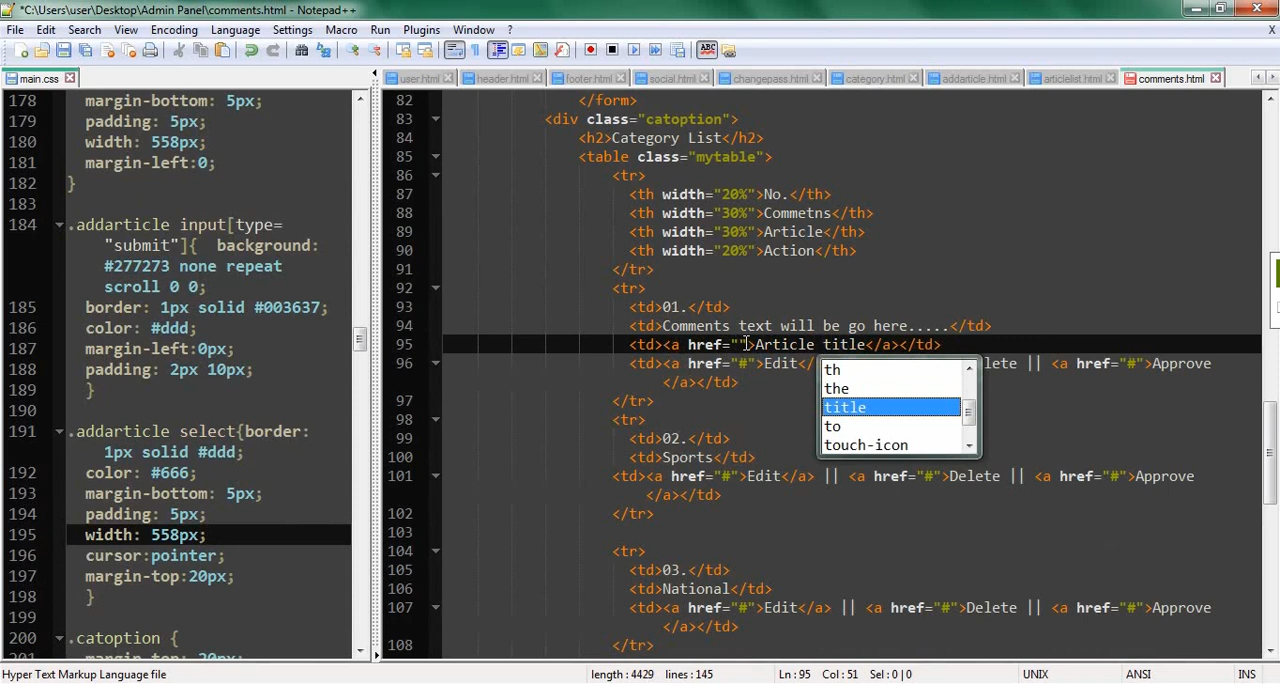 *C:\Users\user\Desktop\Admin Panel\comments.html - Notepad++
File Edit Search View Encoding Language Settings Macro Run Plugins Window ? X
main.css user.html header.html footer.html social.html changepass.html category.html addarticle.html articlelist.html comments.html
178 margin-bottom: 5px;
179 padding: 5px;
180 width: 558px;
181 margin-left:0;
182 }
183
184 .addarticle input[type=
"submit"]{ background:
#277273 none repeat
scroll 0 0;
185 border: 1px solid #003637;
186 color: #ddd;
187 margin-left:0px;
188 padding: 2px 10px;
189 }
190
191 .addarticle select{border:
1px solid #ddd;
192 color: #666;
193 margin-bottom: 5px;
194 padding: 5px;
195 width: 558px;
196 cursor:pointer;
197 margin-top:20px;
198 }
199
200 .catoption {
201 margin-top: 20px;
82 </form>
83 <div class="catoption">
84 <h2>Category List</h2>
85 <table class="mytable">
86 <tr>
87 <th width="20%">No.</th>
88 <th width="30%">Commetns</th>
89 <th width="30%">Article</th>
90 <th width="20%">Action</th>
91 </tr>
92 <tr>
93 <td>01.</td>
94 <td>Comments text will be go here.....</td>
95 <td><a href="">Article title</a></td>
96 <td><a href="#">Edit</ elete || <a href="#">Approve
</a></td>
97 </tr>
98 <tr>
99 <td>02.</td>
100 <td>Sports</td>
101 <td><a href="#">Edit</a> || <a href="#">Delete || <a href="#">Approve
</a></td>
102 </tr>
103
104 <tr>
105 <td>03.</td>
106 <td>National</td>
107 <td><a href="#">Edit</a> || <a href="#">Delete || <a href="#">Approve
</a></td>
108 </tr>
th
the
title
to
touch-icon
Hyper Text Markup Language file length : 4429 lines : 145 Ln : 95 Col : 51 Sel : 0 | 0 UNIX ANSI INS